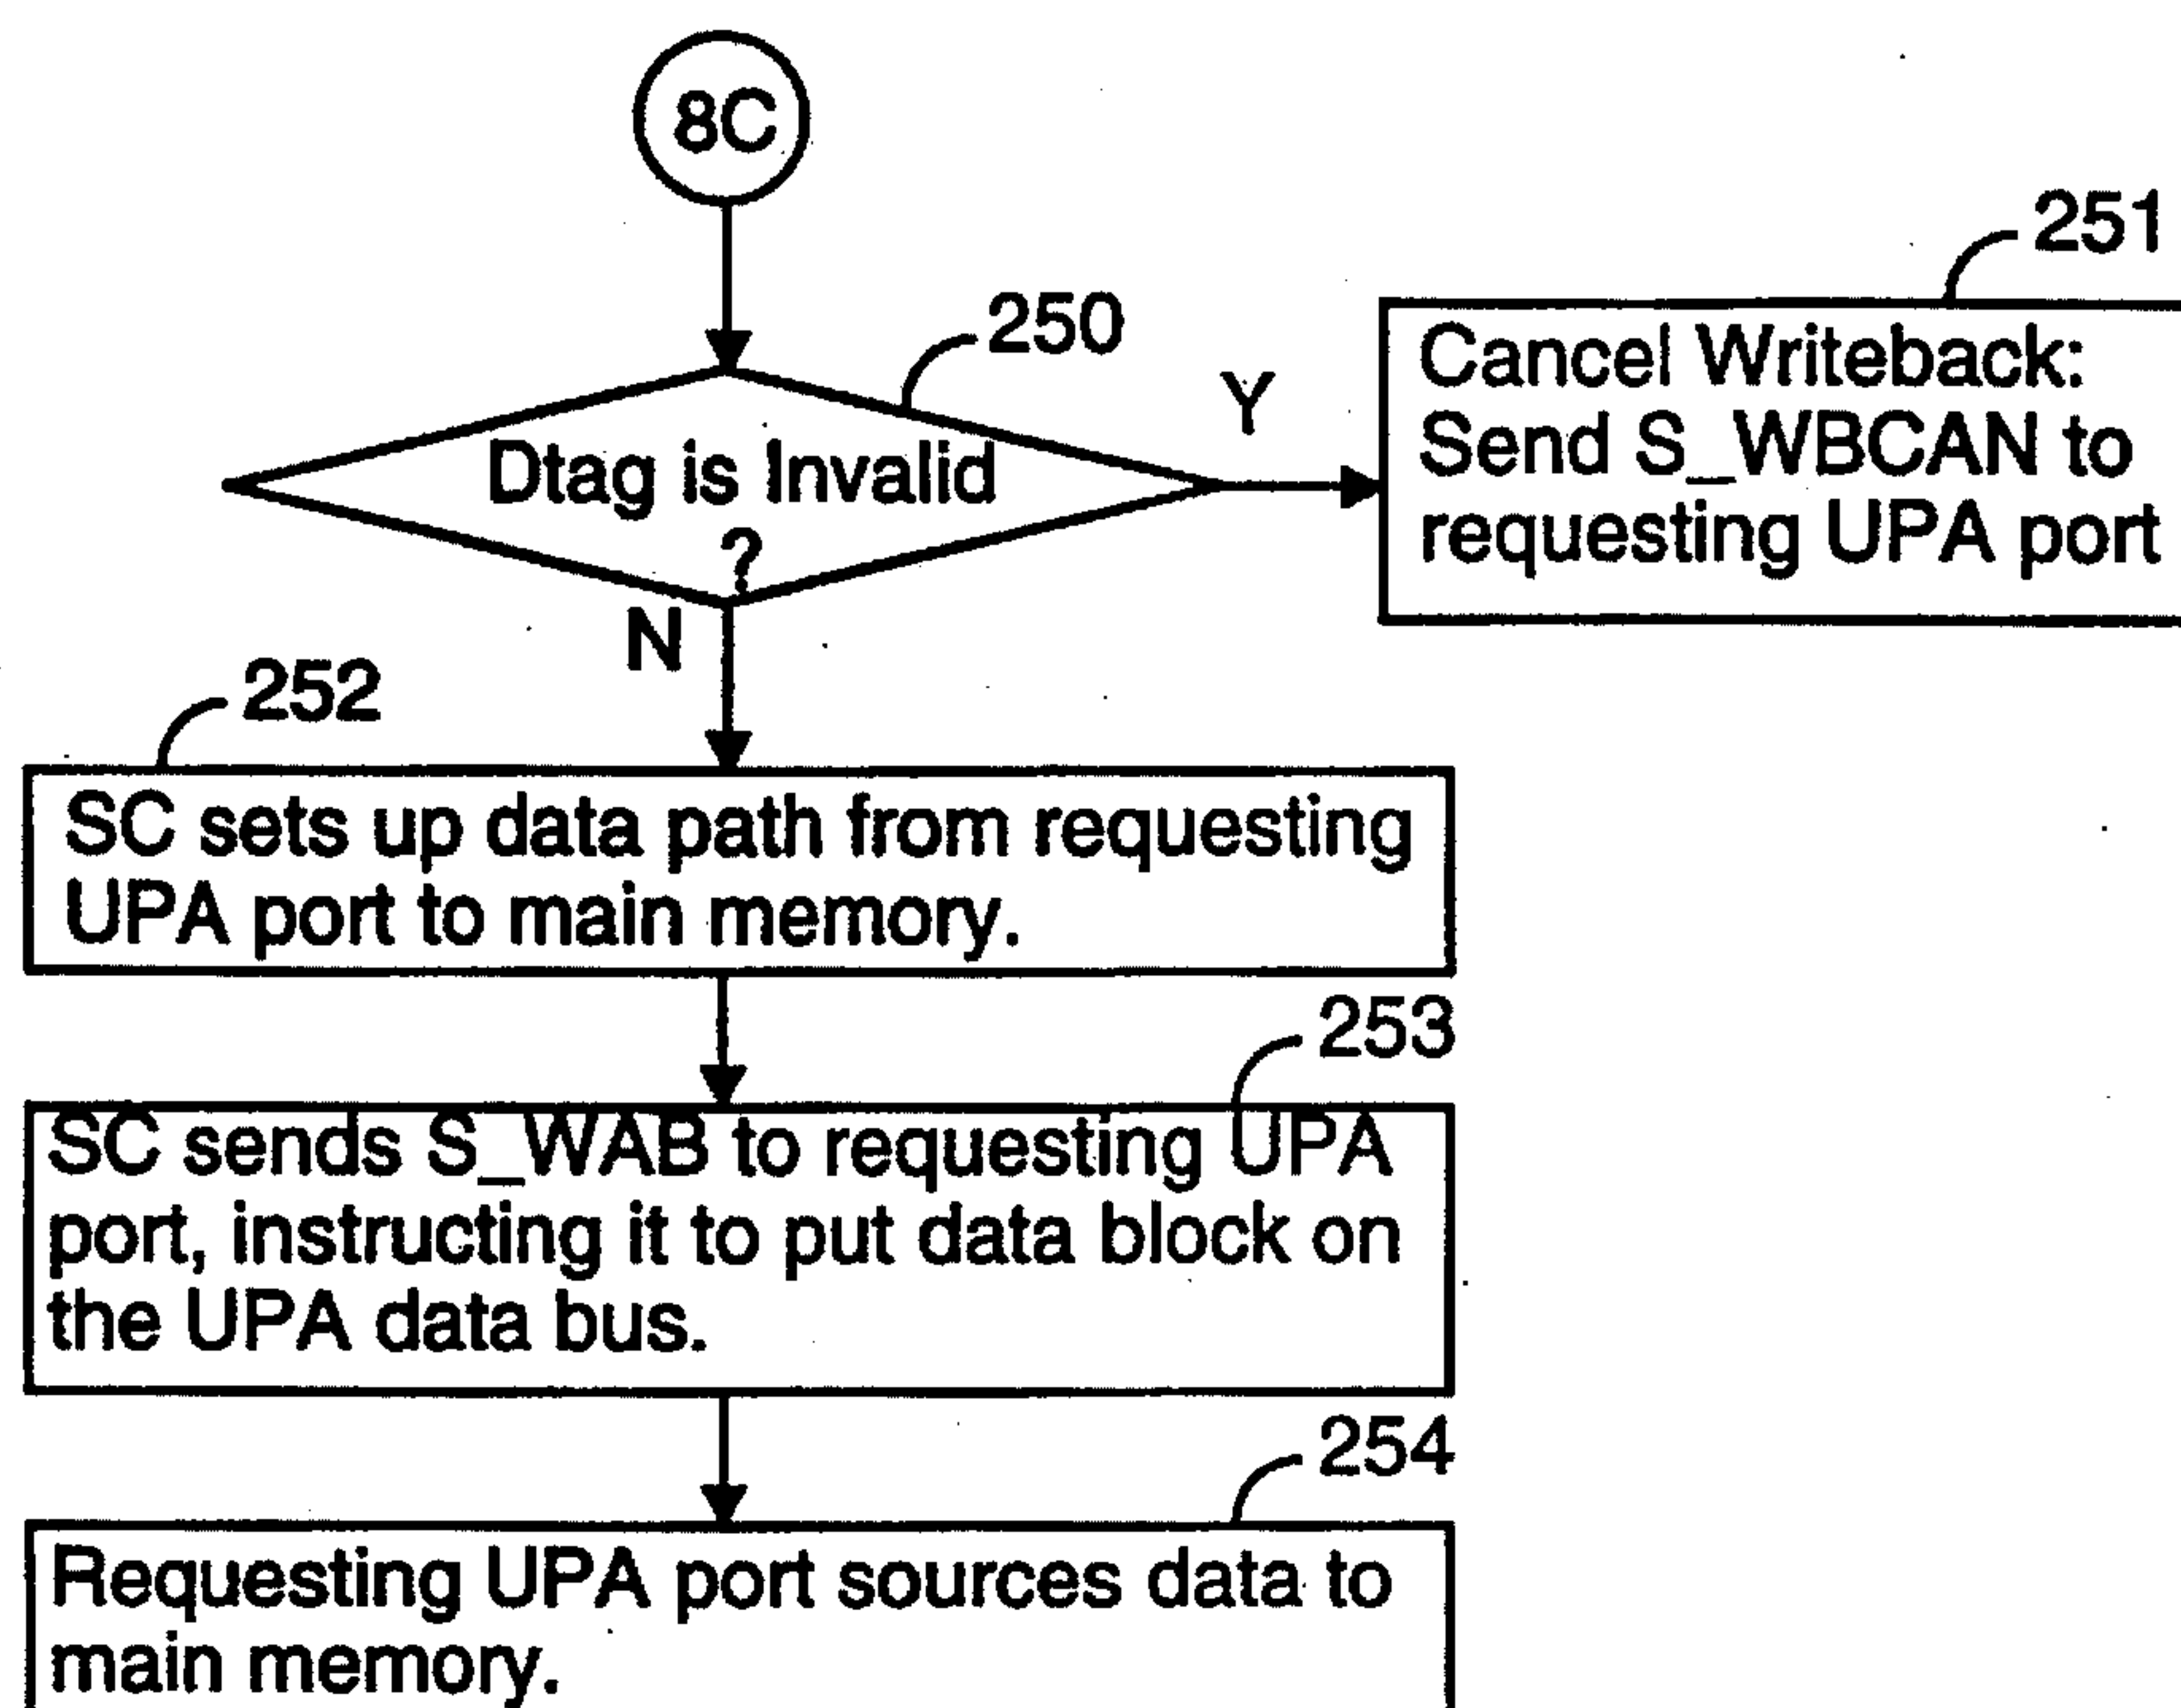 8C
250
Dtag is Invalid
?
Y
N
251
Cancel Writeback:
Send S_WBCAN to
requesting UPA port
252
SC sets up data path from requesting
UPA port to main memory.
253
SC sends S_WAB to requesting UPA
port, instructing it to put data block on
the UPA data bus.
254
Requesting UPA port sources data to
main memory.